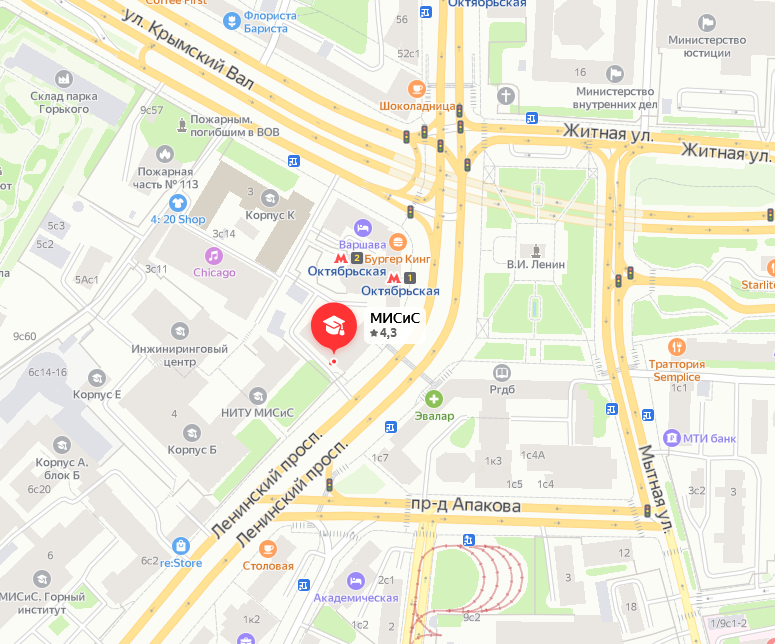 Coffee First
Флориста
Бариста
Октябрьская
Министерство
юстиции
ул. Крымский Вал
52с1
16
Министерство
внутренних дел
Склад парка
Горького
9с57
Шоколадница
Пожарным,
погибшим в ВОВ
Житная ул.
Житная ул.
Пожарная
часть № 113
3
Корпус К
4: 20 Shop
5с3
5с2
3с14
Варшава
Бургер Кинг
2
Октябрьская
1
Октябрьская
Chicago
3с11
5Ас1
В.И. Ленин
Starlite
МИСиС
4,3
9с60
Инжиниринговый
центр
Траттория
Semplice
1с1
6с14-16
Корпус Е
Ргдб
НИТУ МИСиС
4
Корпус Б
Эвалар
МТИ банк
Ленинский просп.
Ленинский просп.
Мытная ул.
Корпус А,
блок Б
6с20
1с7
1к3
1с4А
1с5
1с4
3с2
3
пр-д Апакова
6
6с2
re:Store
Столовая
12
МИСиС. Горный
институт
Академическая
2с1
1к2
9с2
18
3
1/9с1-2